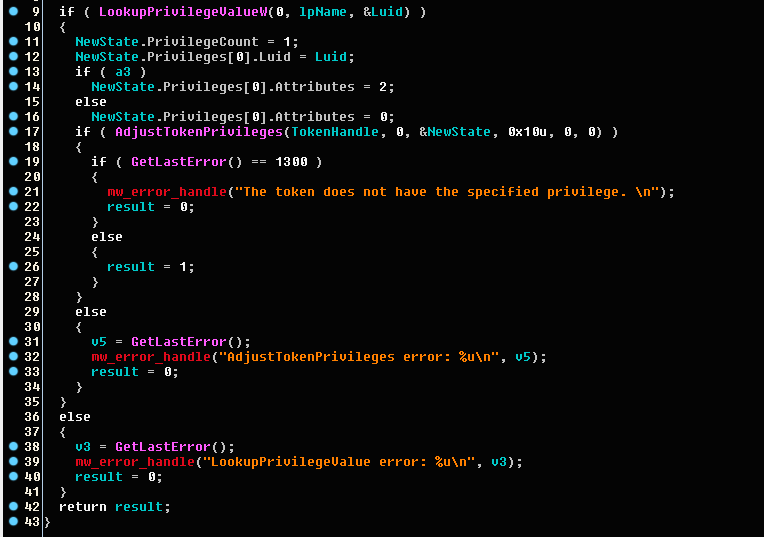 9 if ( LookupPrivilegeValueW(0, lpName, &Luid) )
10 {
11 NewState.PrivilegeCount = 1;
12 NewState.Privileges[0].Luid = Luid;
13 if ( a3 )
14 NewState.Privileges[0].Attributes = 2;
15 else
16 NewState.Privileges[0].Attributes = 0;
17 if ( AdjustTokenPrivileges(TokenHandle, 0, &NewState, 0x10u, 0, 0) )
18 {
19 if ( GetLastError() == 1300 )
20 {
21 mw_error_handle("The token does not have the specified privilege. \n");
22 result = 0;
23 }
24 else
25 {
26 result = 1;
27 }
28 }
29 else
30 {
31 v5 = GetLastError();
32 mw_error_handle("AdjustTokenPrivileges error: %u\n", v5);
33 result = 0;
34 }
35 }
36 else
37 {
38 v3 = GetLastError();
39 mw_error_handle("LookupPrivilegeValue error: %u\n", v3);
40 result = 0;
41 }
42 return result;
43 }